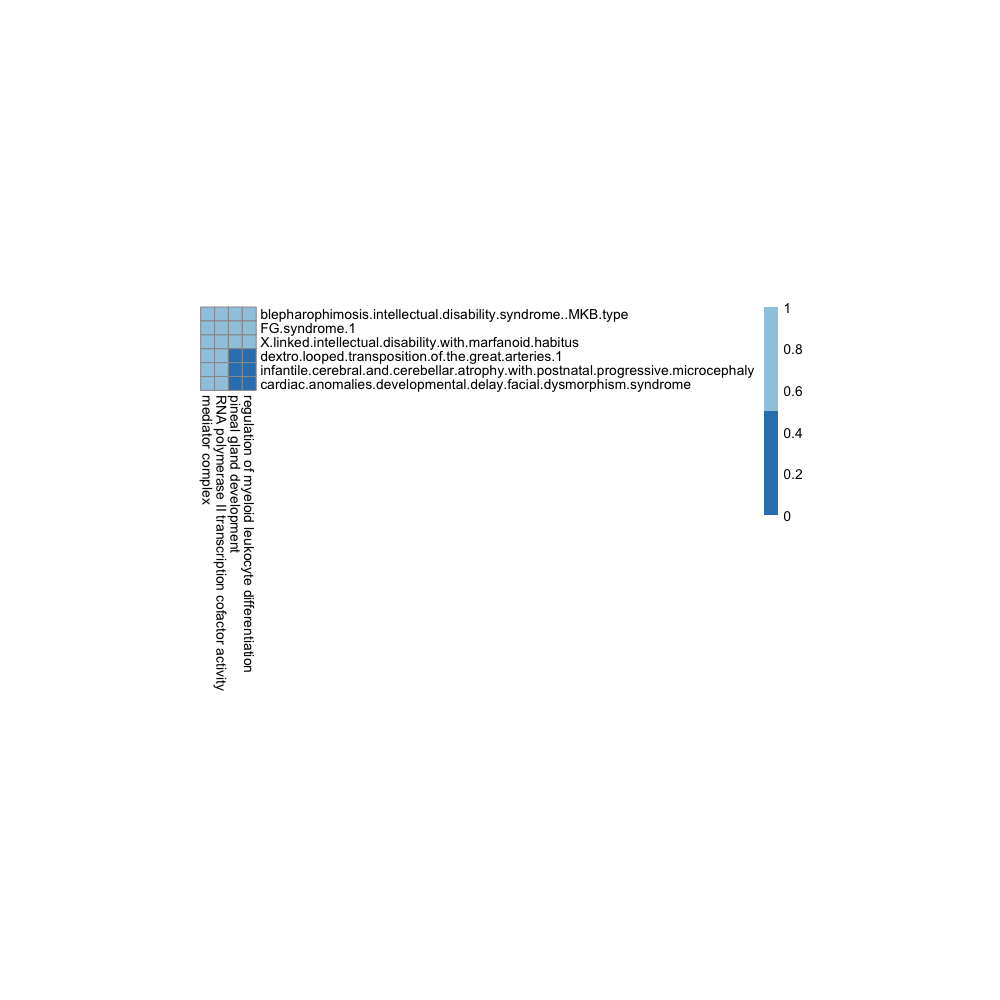 blepharophimosis.intellectual.disability.syndrome..MKB.type
FG.syndrome.1
X.linked.intellectual.disability.with.marfanoid.habitus
dextro.looped.transposition.of.the.great.arteries.1
infantile.cerebral.and.cerebellar.atrophy.with.postnatal.progressive.microcephaly
cardiac.anomalies.developmental.delay.facial.dysmorphism.syndrome
mediator complex
RNA polymerase II transcription cofactor activity
pineal gland development
regulation of myeloid leukocyte differentiation
1
0.8
0.6
0.4
0.2
0